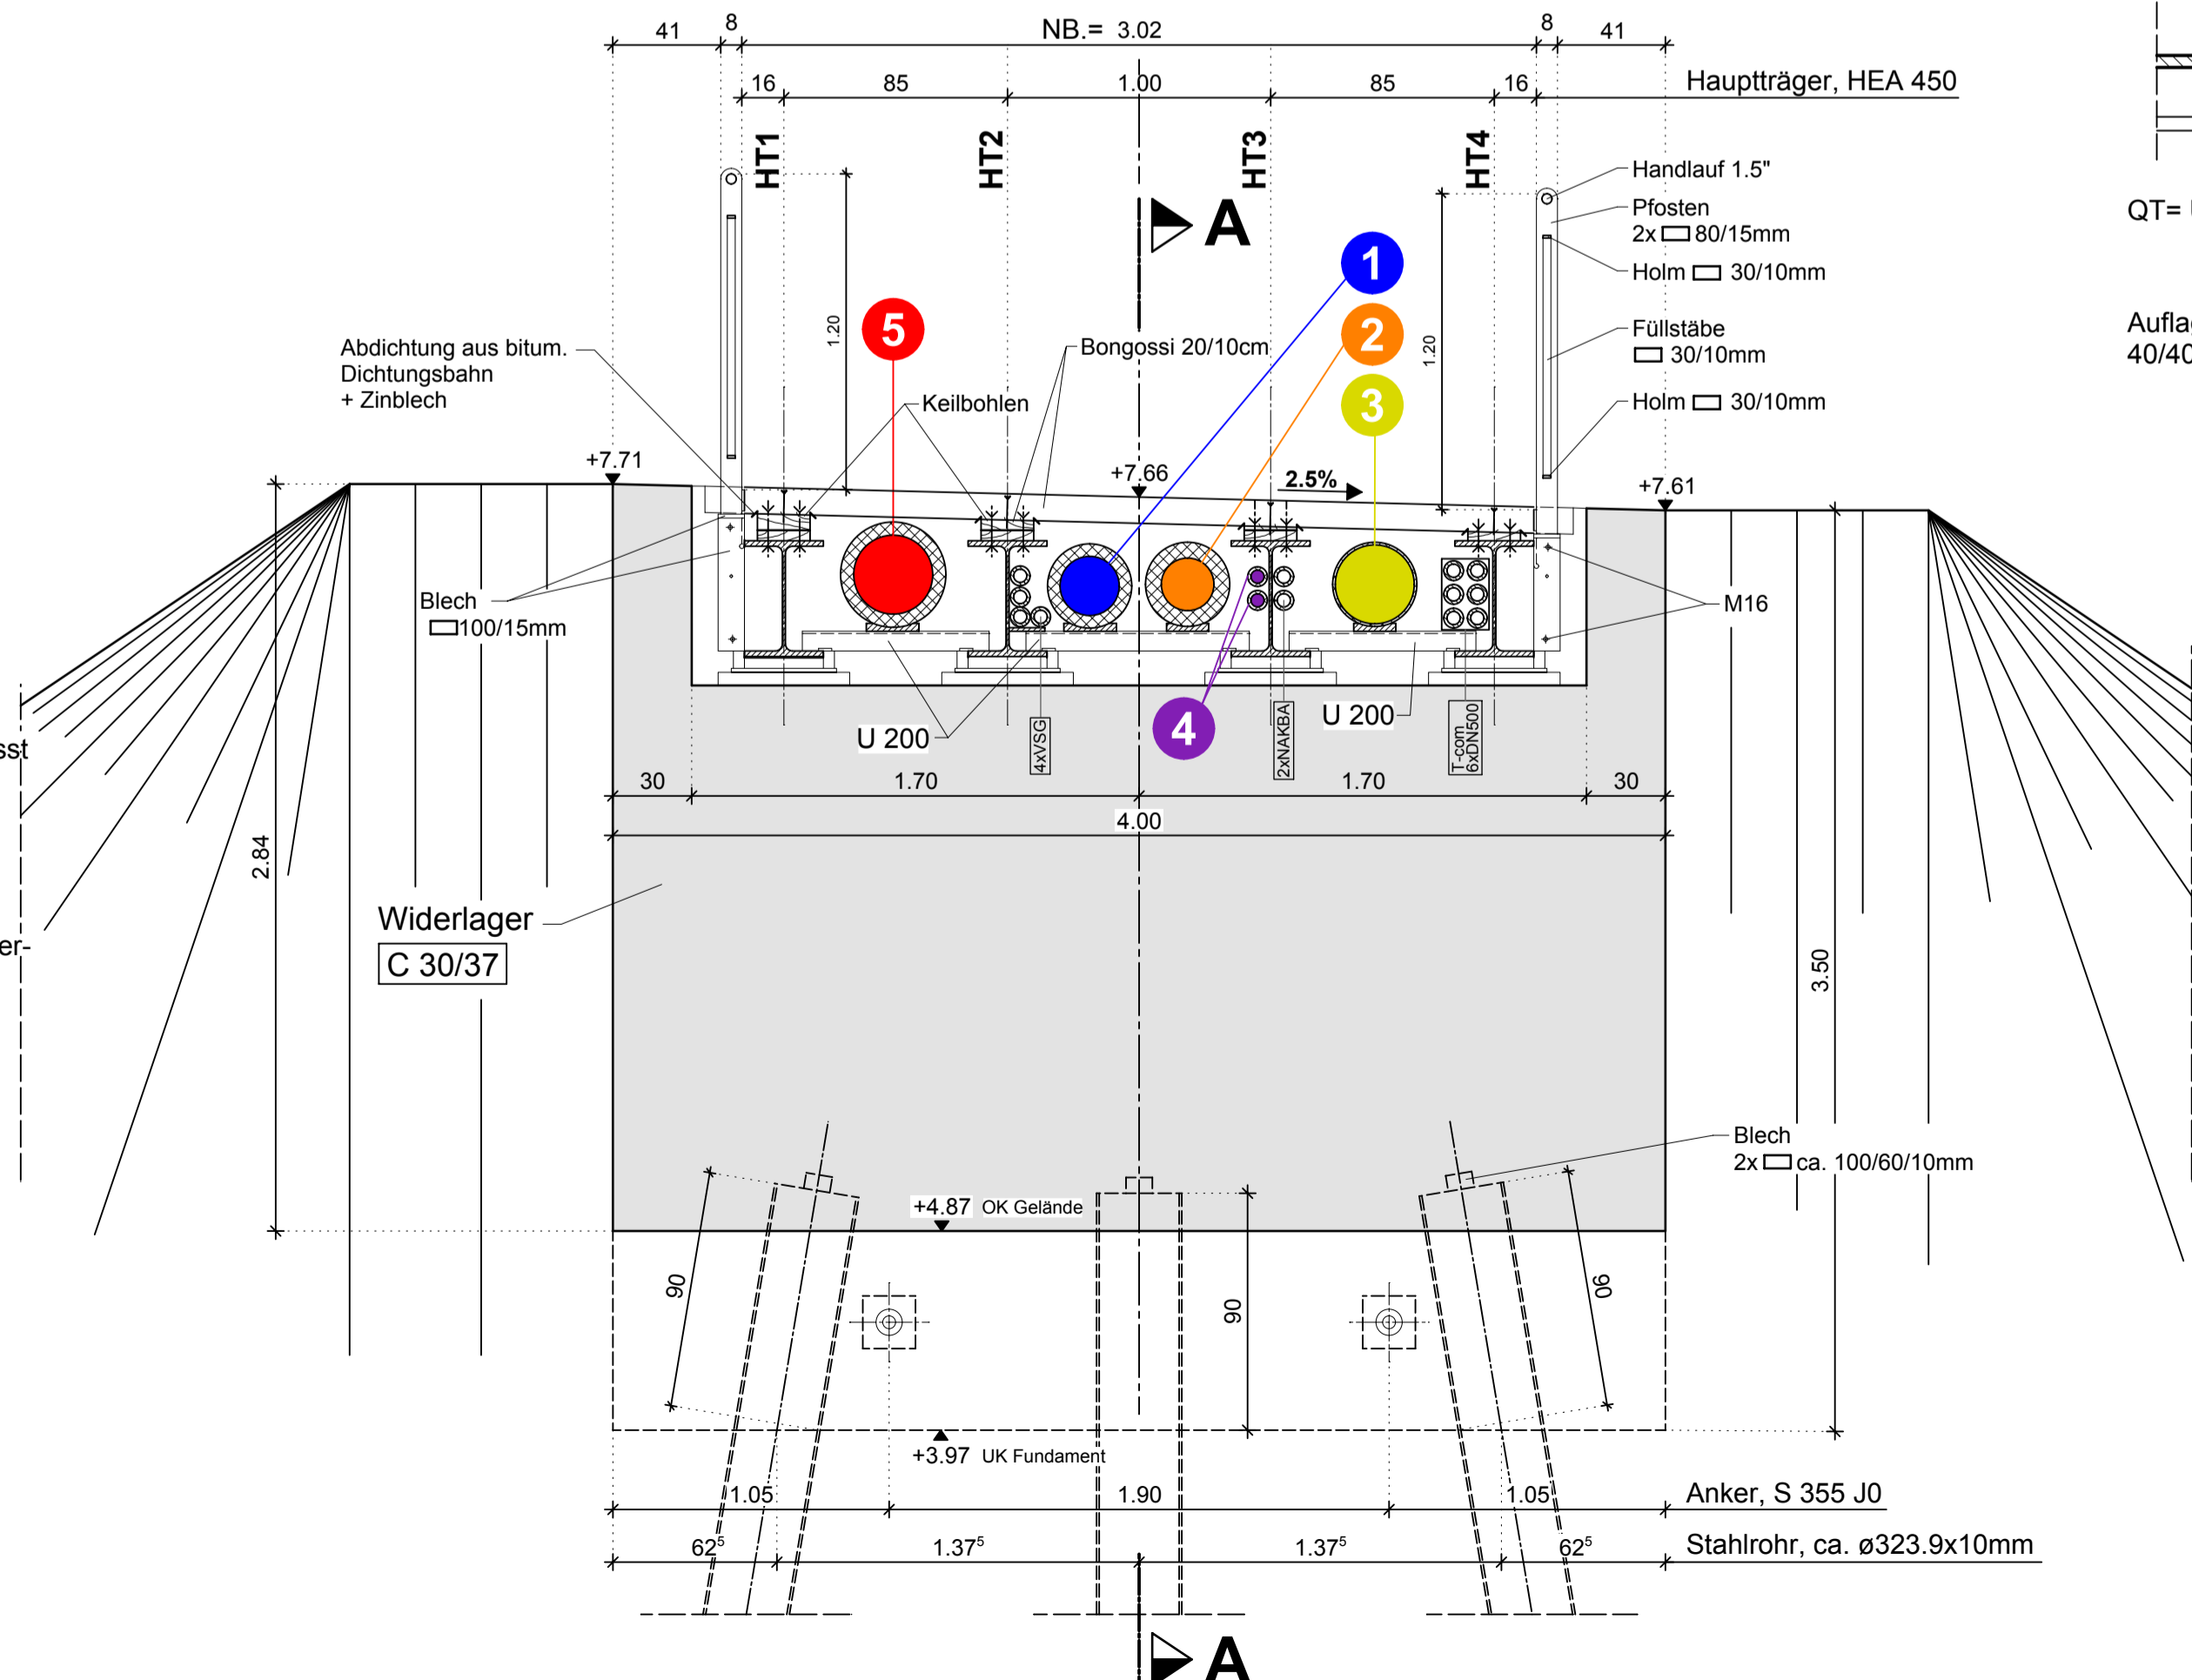 41
8
NB.= 3.02
8
41
16
85
1.00
85
16
Hauptträger, HEA 450
HT1
HT2
HT3
HT4
A
Handlauf 1.5"
Pfosten
2x 80/15mm
Holm 30/10mm
Füllstäbe
30/10mm
Holm 30/10mm
QT=
40/40
1.20
1.20
5
1
2
3
Abdichtung aus bitum.
Dichtungsbahn
+ Zinblech
Bongossi 20/10cm
Keilbohlen
+7.71
+7.66
2.5%
+7.61
Blech
100/15mm
M16
4
U 200
4xVSG
2xNAKBA
U 200
T-com
6xDN500
30
1.70
1.70
30
4.00
2.84
3.50
Widerlager
C 30/37
er-
Blech
2x ca. 100/60/10mm
+4.87 OK Gelände
90
90
90
+3.97 UK Fundament
1.05
1.90
1.05
Anker, S 355 J0
62⁵
1.37⁵
1.37⁵
62⁵
Stahlrohr, ca. ø323.9x10mm
A